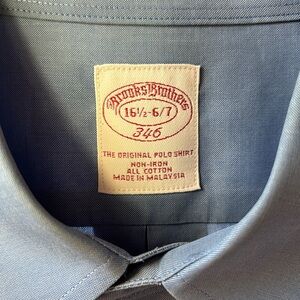 Brooks Brothers
16½-6/7
346
THE ORIGINAL POLO SHIRT
NON-IRON
ALL COTTON
MADE IN MALAYSIA